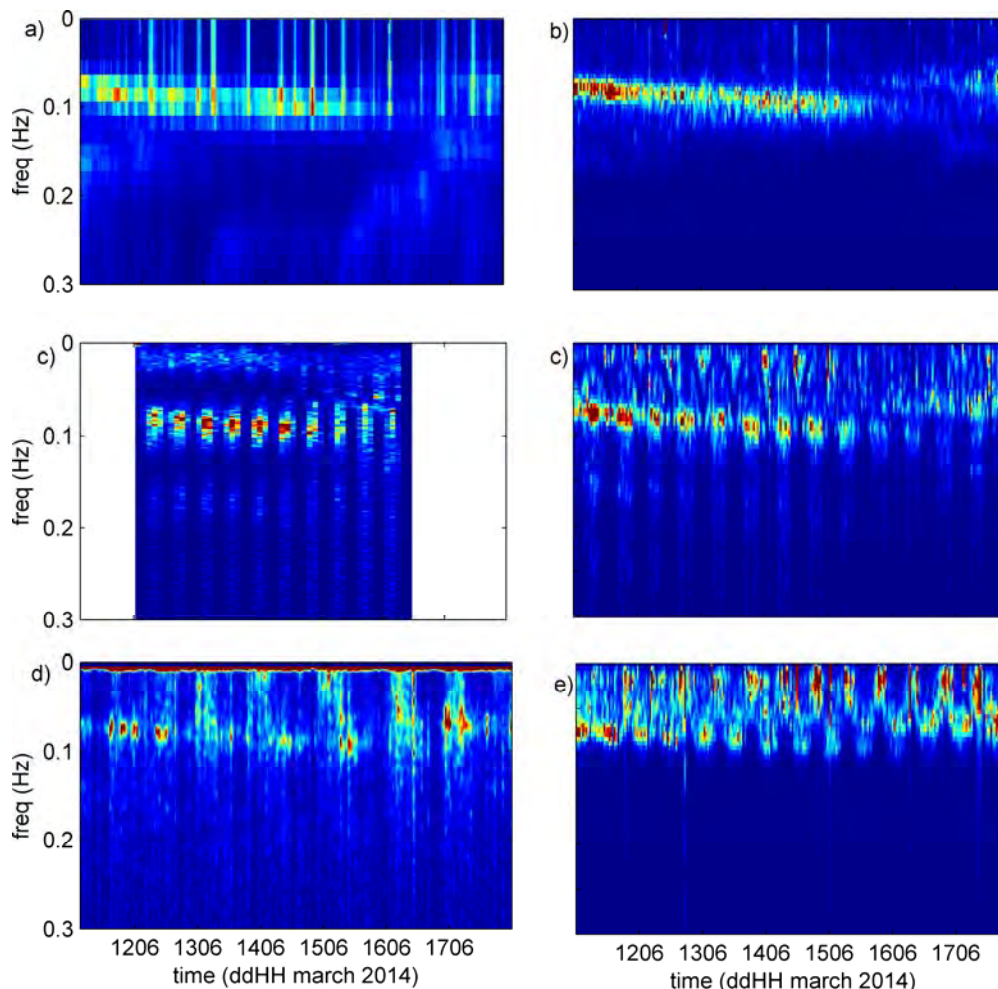 a)
0
0.1
0.2
0.3
freq (Hz)
b)
c)
0
0.1
0.2
0.3
freq (Hz)
c)
d)
0
0.1
0.2
0.3
freq (Hz)
1206 1306 1406 1506 1606 1706
time (ddHH march 2014)
e)
1206 1306 1406 1506 1606 1706
time (ddHH march 2014)